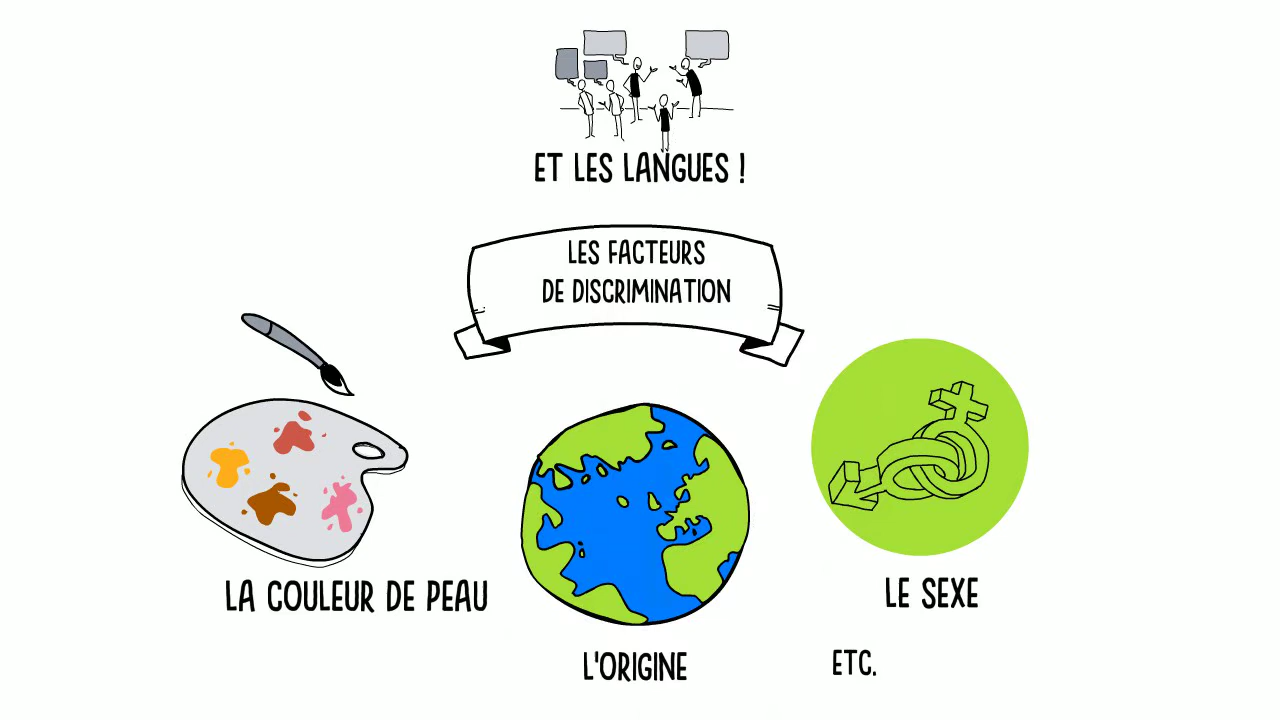 ET LES LANGUES !
LES FACTEURS
DE DISCRIMINATION
LA COULEUR DE PEAU
L'ORIGINE
LE SEXE
ETC.